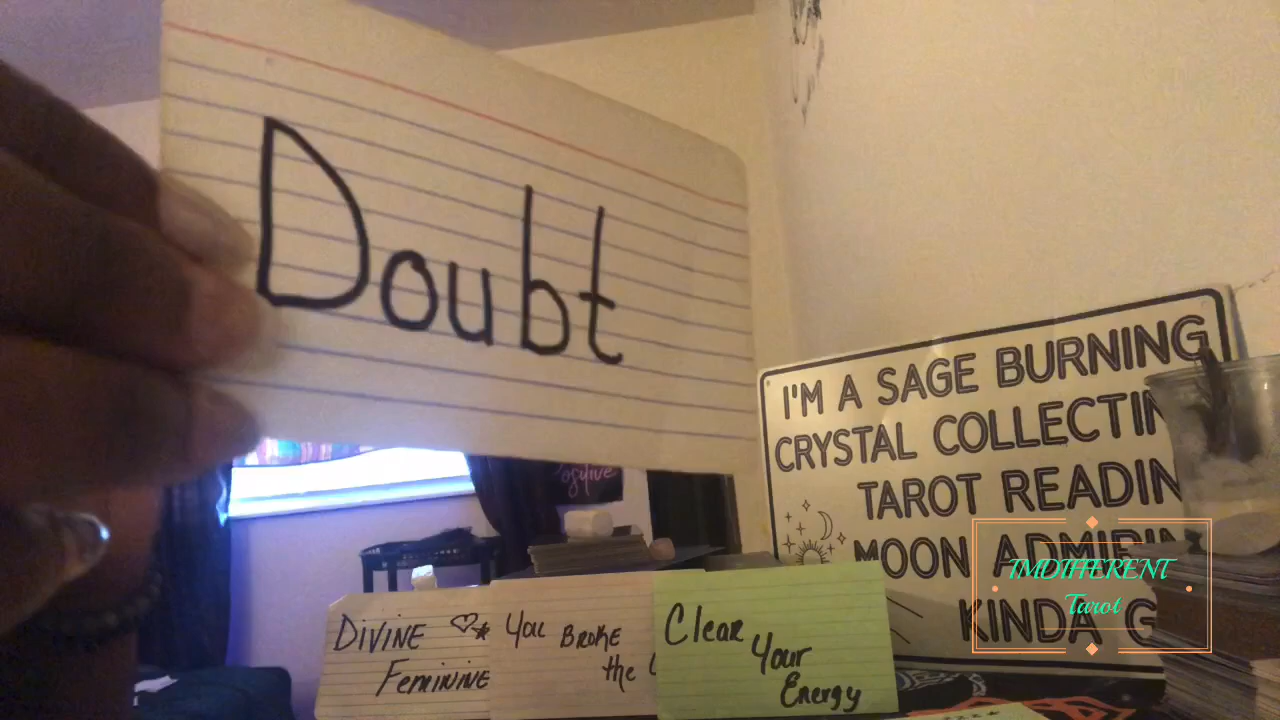 Doubt
I'M A SAGE BURNING
CRYSTAL COLLECTIN
TAROT READIN
MOON ADMIRIN
KINDA G
TMDIFFERENT
Tarot
DIVINE
FEMININE
You BROKE
the
Clear
Your
Energy